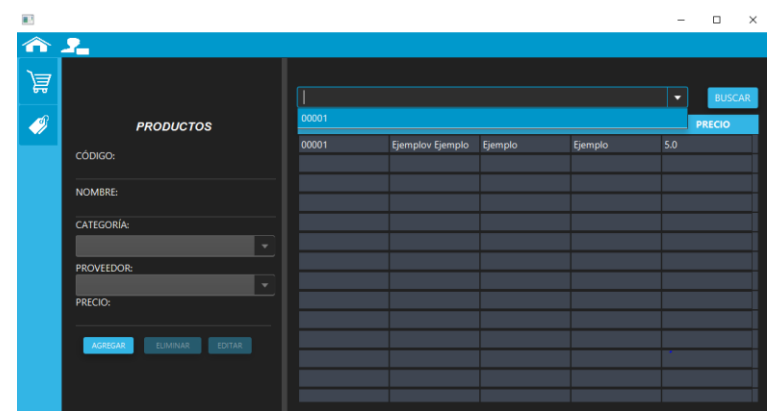 BUSCAR
00001
PRODUCTOS
PRECIO
00001 Ejemplov Ejemplo Ejemplo Ejemplo 5.0
CÓDIGO:
NOMBRE:
CATEGORÍA:
PROVEEDOR:
PRECIO:
AGREGAR ELIMINAR EDITAR